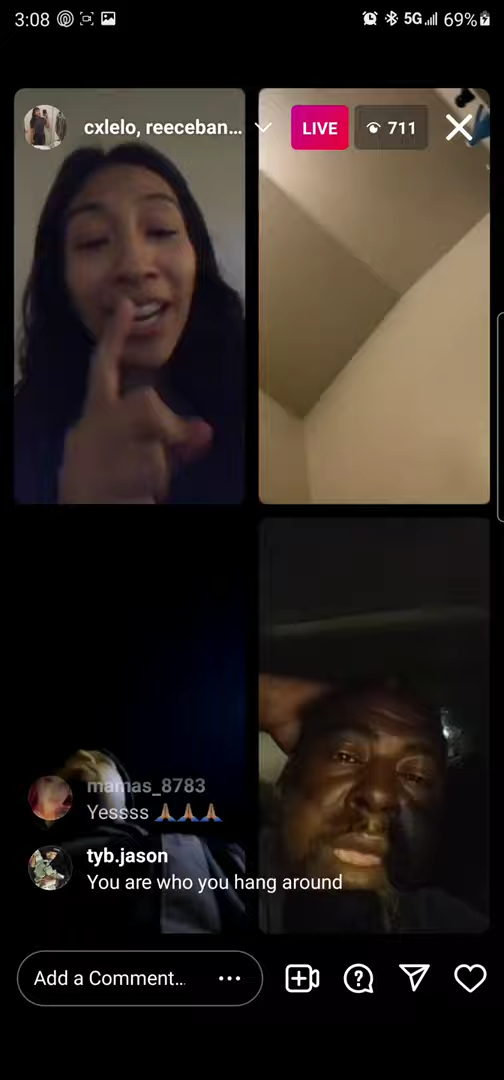 3:08 5G 69%
cxlelo, reeceban... LIVE 711
mamas_8783
Yessss 🙏🏽🙏🏽🙏🏽
tyb.jason
You are who you hang around
Add a Comment...